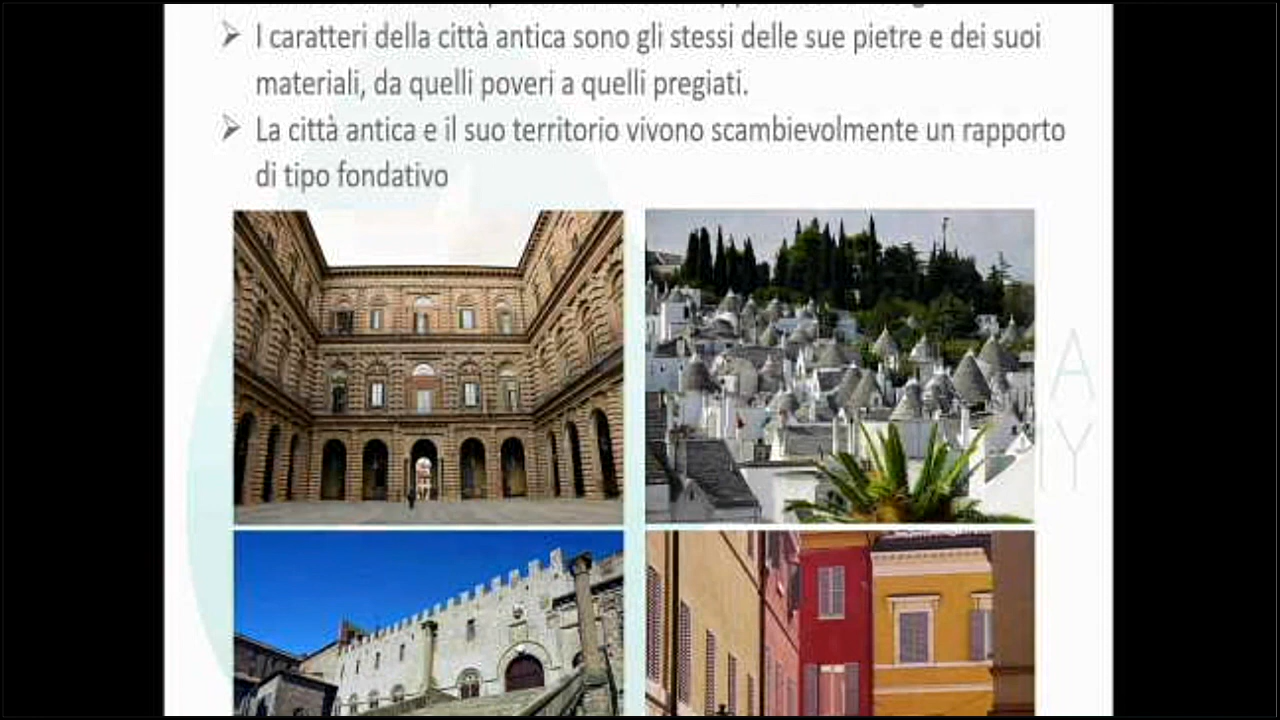 ➢ I caratteri della città antica sono gli stessi delle sue pietre e dei suoi
materiali, da quelli poveri a quelli pregiati.
➢ La città antica e il suo territorio vivono scambievolmente un rapporto
di tipo fondativo
A